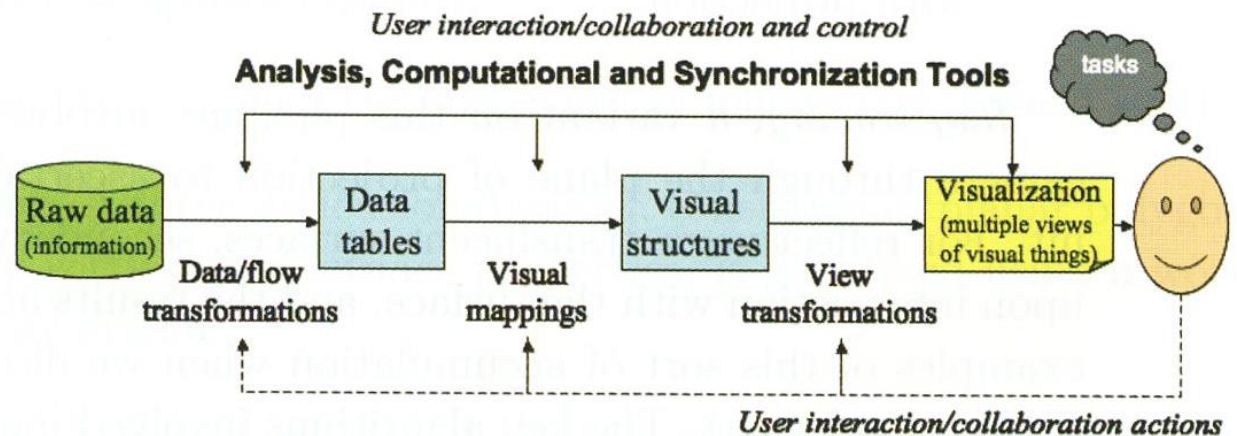 User interaction/collaboration and control
Analysis, Computational and Synchronization Tools
tasks
Raw data
(information)
Data
tables
Visual
structures
Visualization
(multiple views
of visual things)
Data/flow
transformations
Visual
mappings
View
transformations
User interaction/collaboration actions